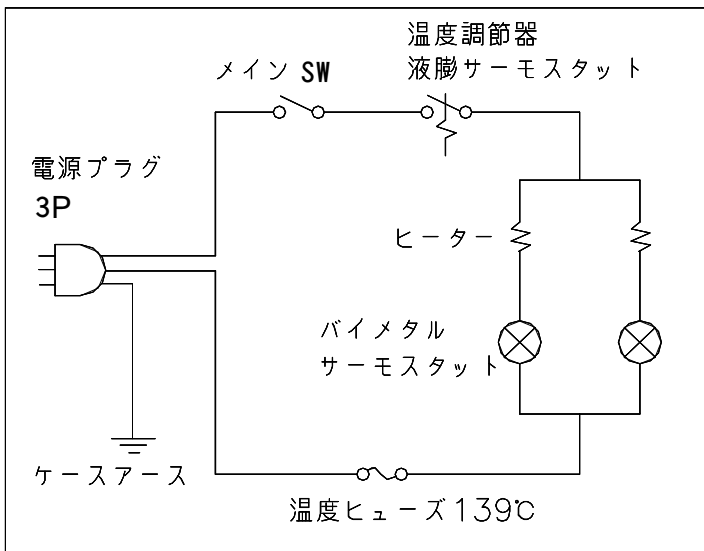 温度調節器
メイン SW
液膨サーモスタット
電源プラグ
3P
ヒーター
バイメタル
サーモスタット
ケースアース
温度ヒューズ139℃